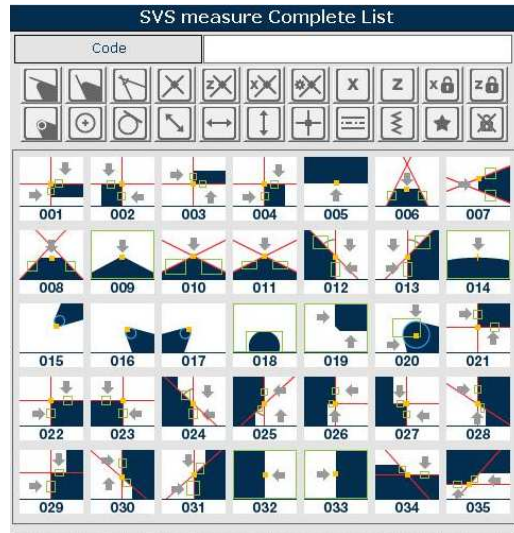 SVS measure Complete List
Code
Z X X X Z X Z
001 002 003 004 005 006 007
008 009 010 011 012 013 014
015 016 017 018 019 020 021
022 023 024 025 026 027 028
029 030 031 032 033 034 035